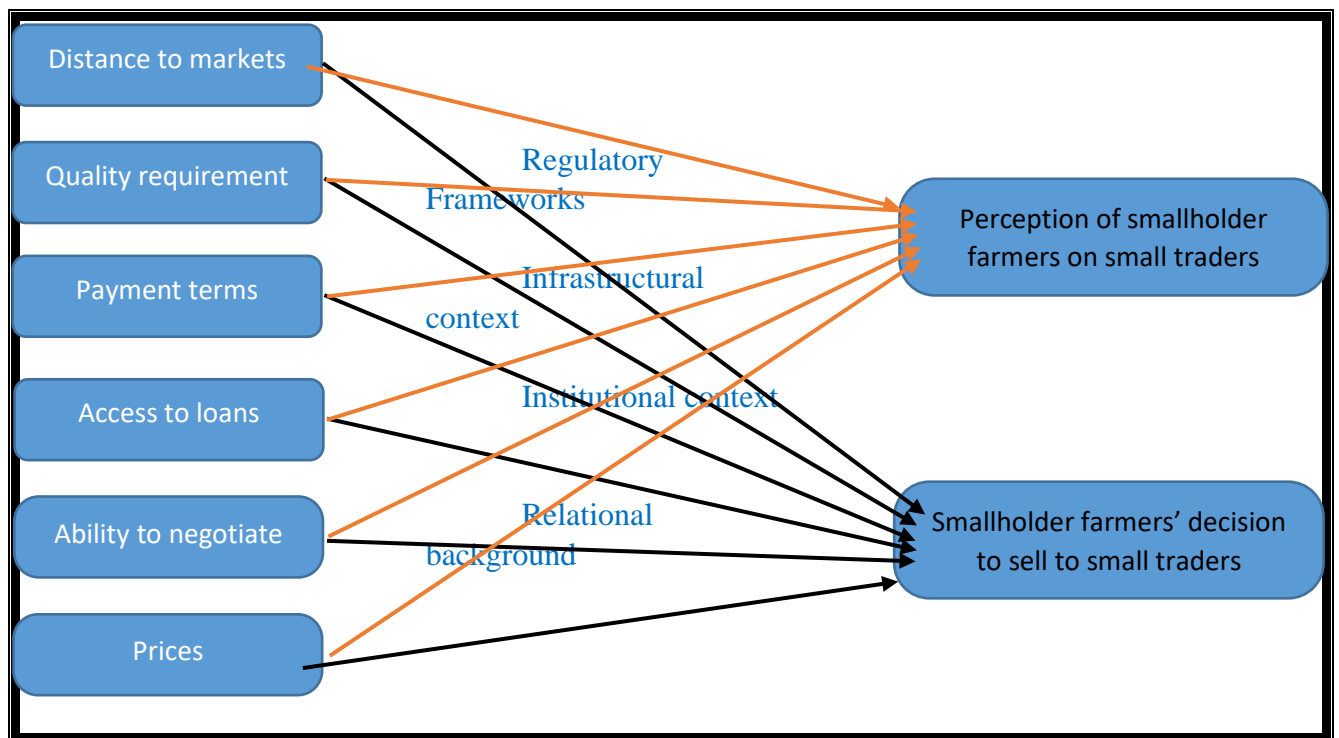 Distance to markets
Quality requirement
Payment terms
Access to loans
Ability to negotiate
Prices
Regulatory
Frameworks
Infrastructural
context
Institutional context
Relational
background
Perception of smallholder
farmers on small traders
Smallholder farmers’ decision
to sell to small traders